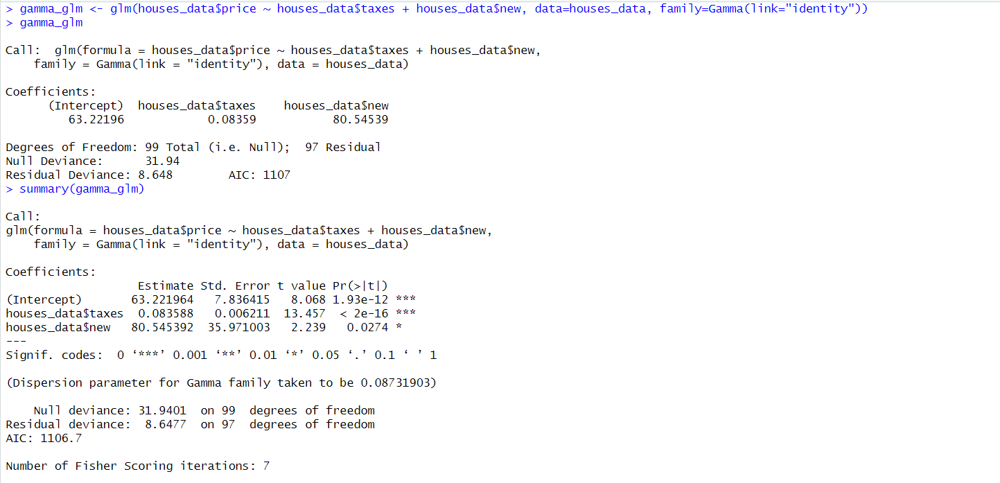 > gamma_glm <- glm(houses_data$price ~ houses_data$taxes + houses_data$new, data=houses_data, family=Gamma(link="identity"))
> gamma_glm
Call:  glm(formula = houses_data$price ~ houses_data$taxes + houses_data$new,
    family = Gamma(link = "identity"), data = houses_data)
Coefficients:
      (Intercept)  houses_data$taxes    houses_data$new
         63.22196            0.08359           80.54539
Degrees of Freedom: 99 Total (i.e. Null);  97 Residual
Null Deviance:      31.94
Residual Deviance: 8.648        AIC: 1107
> summary(gamma_glm)
Call:
glm(formula = houses_data$price ~ houses_data$taxes + houses_data$new,
    family = Gamma(link = "identity"), data = houses_data)
Coefficients:
                   Estimate Std. Error t value Pr(>|t|)
(Intercept)       63.221964   7.836415   8.068 1.93e-12 ***
houses_data$taxes  0.083588   0.006211  13.457  < 2e-16 ***
houses_data$new   80.545392  35.971003   2.239   0.0274 *
---
Signif. codes:  0 ‘***’ 0.001 ‘**’ 0.01 ‘*’ 0.05 ‘.’ 0.1 ‘ ’ 1
(Dispersion parameter for Gamma family taken to be 0.08731903)
    Null deviance: 31.9401  on 99  degrees of freedom
Residual deviance:  8.6477  on 97  degrees of freedom
AIC: 1106.7
Number of Fisher Scoring iterations: 7